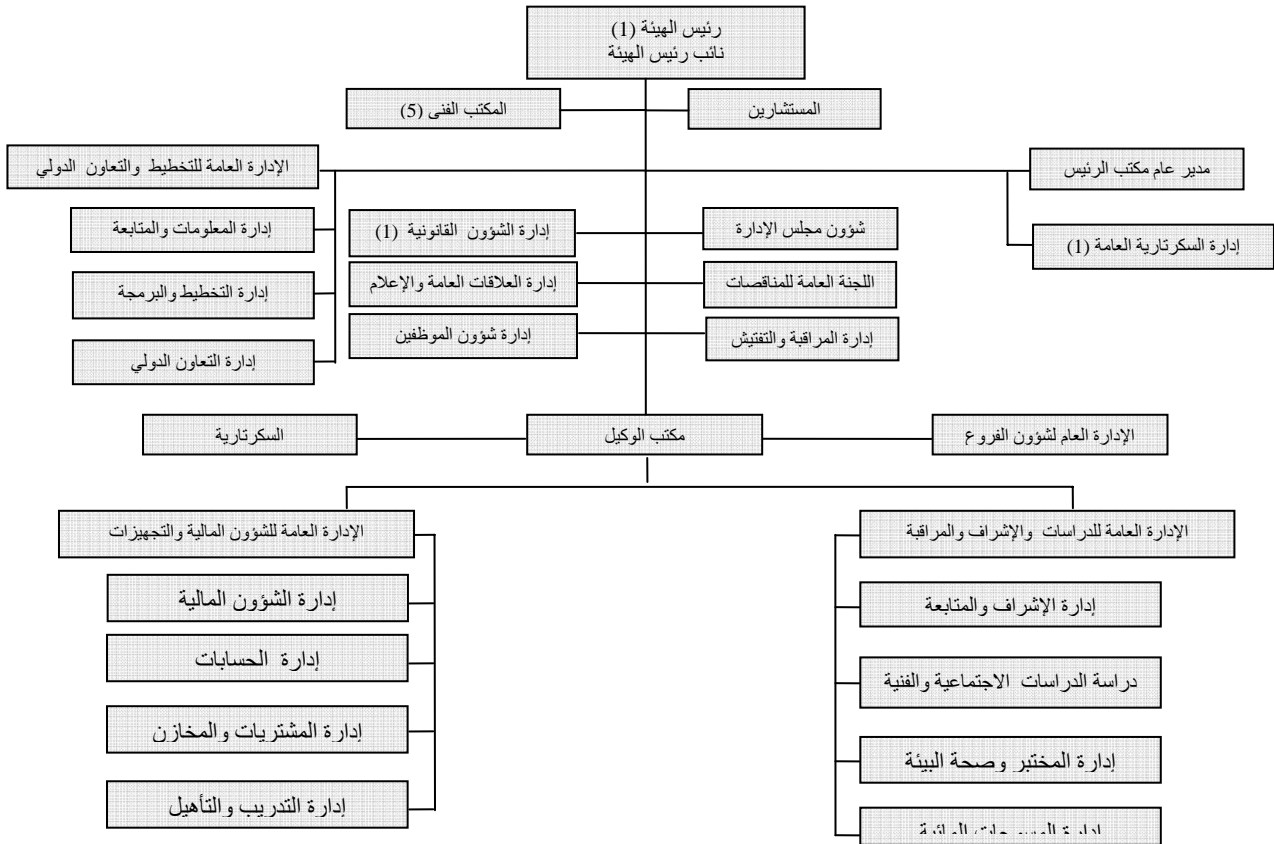 رئيس الهيئة (1)
نائب رئيس الهيئة
المستشارين
المكتب الفنى (5)
مدير عام مكتب الرئيس
الإدارة العامة للتخطيط والتعاون الدولي
إدارة السكرتارية العامة (1)
شؤون مجلس الإدارة
إدارة الشؤون القانونية (1)
إدارة المعلومات والمتابعة
اللجنة العامة للمناقصات
إدارة العلاقات العامة والإعلام
إدارة التخطيط والبرمجة
إدارة المراقبة والتفتيش
إدارة شؤون الموظفين
إدارة التعاون الدولي
الإدارة العام لشؤون الفروع
مكتب الوكيل
السكرتارية
الإدارة العامة للدراسات والإشراف والمراقبة
إدارة الإشراف والمتابعة
دراسة الدراسات الاجتماعية والفنية
إدارة المختبر وصحة البيئة
إدارة المسوحات المائية
الإدارة العامة للشؤون المالية والتجهيزات
إدارة الشؤون المالية
إدارة الحسابات
إدارة المشتريات والمخازن
إدارة التدريب والتأهيل